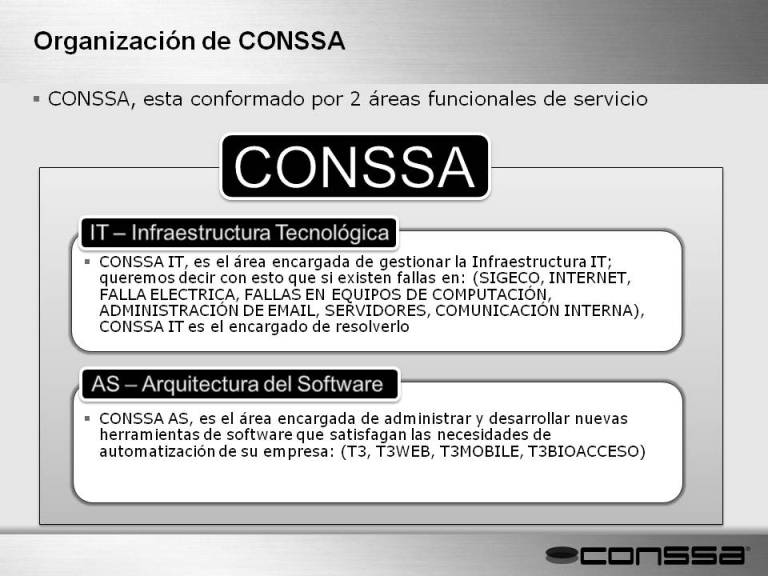 Organización de CONSSA
▪ CONSSA, esta conformado por 2 áreas funcionales de servicio
CONSSA
IT – Infraestructura Tecnológica
▪ CONSSA IT, es el área encargada de gestionar la Infraestructura IT;
queremos decir con esto que si existen fallas en: (SIGECO, INTERNET,
FALLA ELECTRICA, FALLAS EN EQUIPOS DE COMPUTACIÓN,
ADMINISTRACIÓN DE EMAIL, SERVIDORES, COMUNICACIÓN INTERNA),
CONSSA IT es el encargado de resolverlo
AS – Arquitectura del Software
▪ CONSSA AS, es el área encargada de administrar y desarrollar nuevas
herramientas de software que satisfagan las necesidades de
automatización de su empresa: (T3, T3WEB, T3MOBILE, T3BIOACCESO)
conssa®